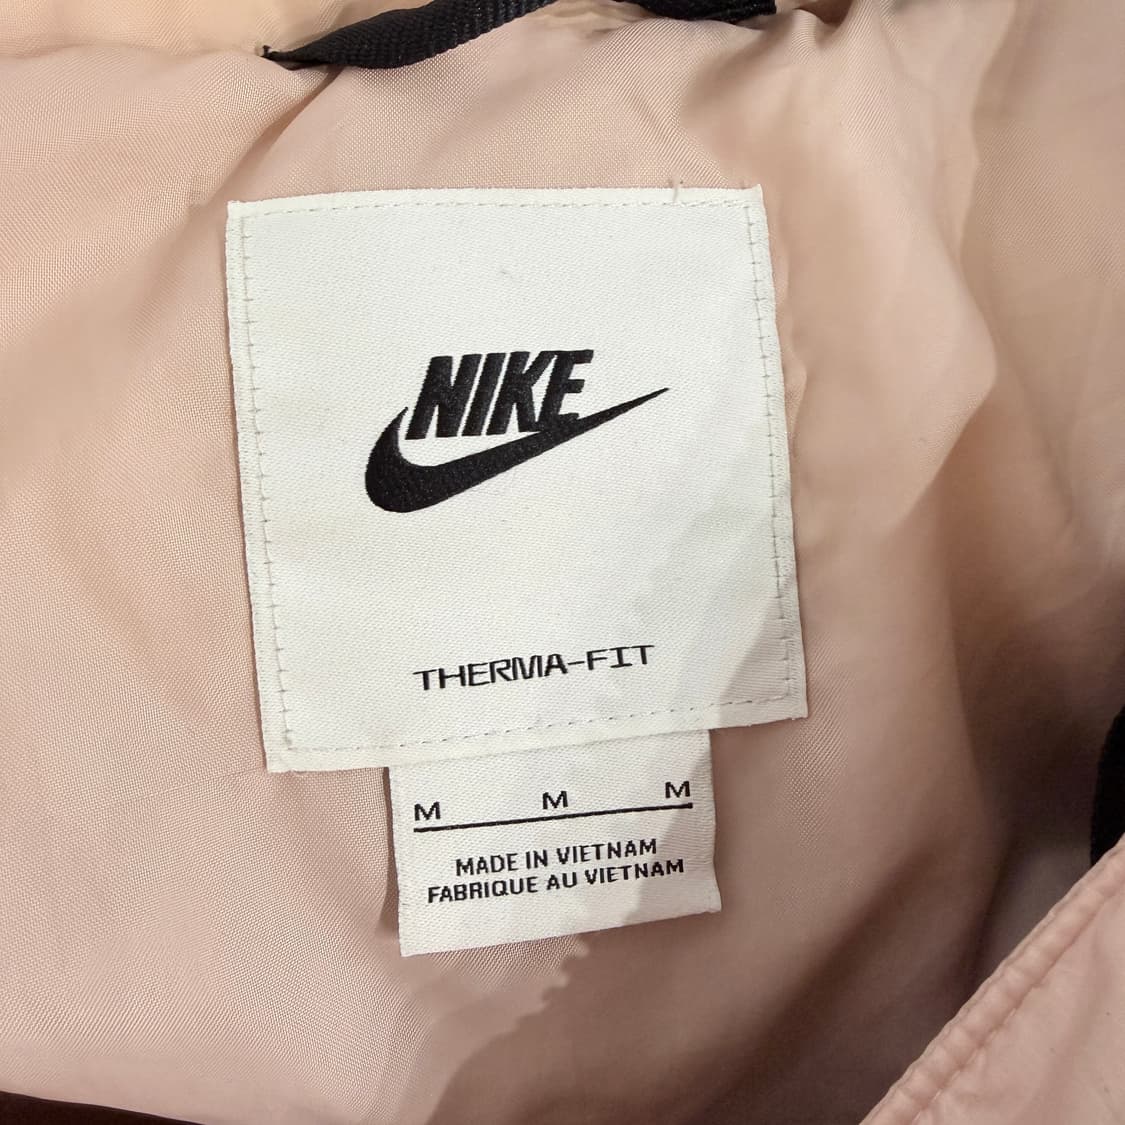 NIKE
THERMA-FIT
M M M
MADE IN VIETNAM
FABRIQUE AU VIETNAM